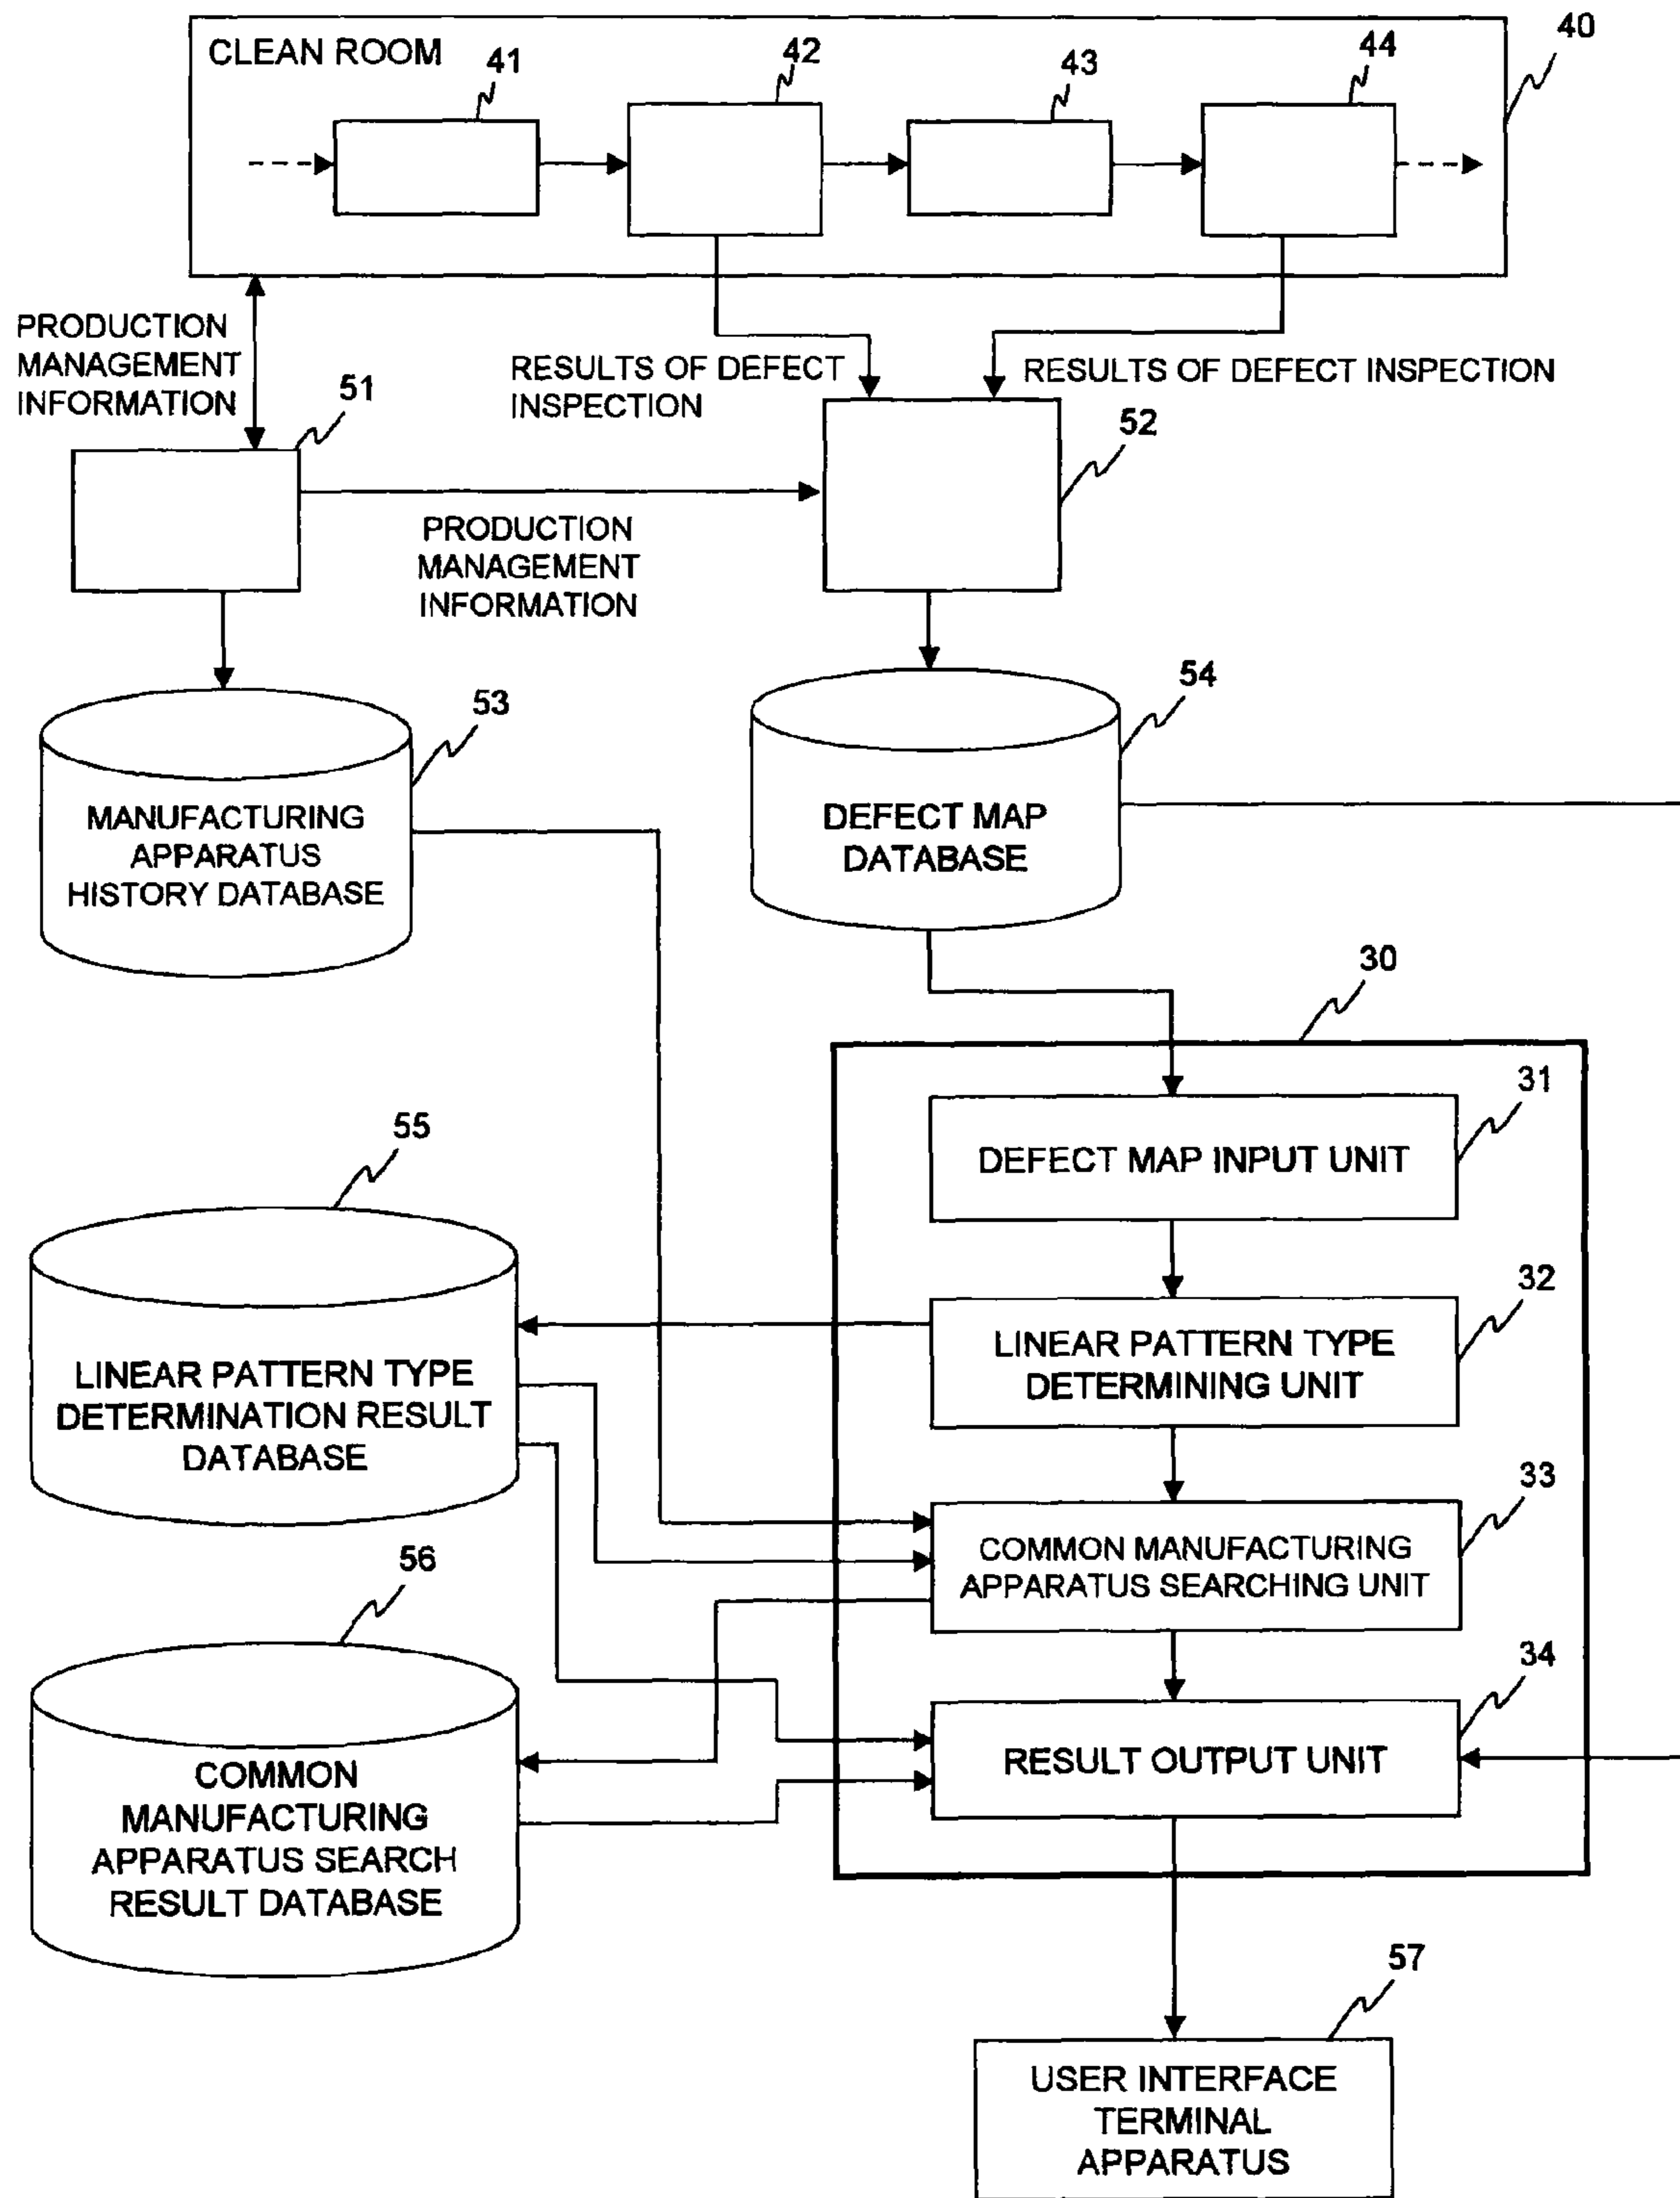 40
CLEAN ROOM
41
42
43
44
PRODUCTION
MANAGEMENT
INFORMATION
51
RESULTS OF DEFECT
INSPECTION
RESULTS OF DEFECT INSPECTION
52
PRODUCTION
MANAGEMENT
INFORMATION
53
54
MANUFACTURING
APPARATUS
HISTORY DATABASE
DEFECT MAP
DATABASE
30
31
DEFECT MAP INPUT UNIT
55
32
LINEAR PATTERN TYPE
DETERMINING UNIT
LINEAR PATTERN TYPE
DETERMINATION RESULT
DATABASE
33
COMMON MANUFACTURING
APPARATUS SEARCHING UNIT
56
34
RESULT OUTPUT UNIT
COMMON
MANUFACTURING
APPARATUS SEARCH
RESULT DATABASE
57
USER INTERFACE
TERMINAL
APPARATUS